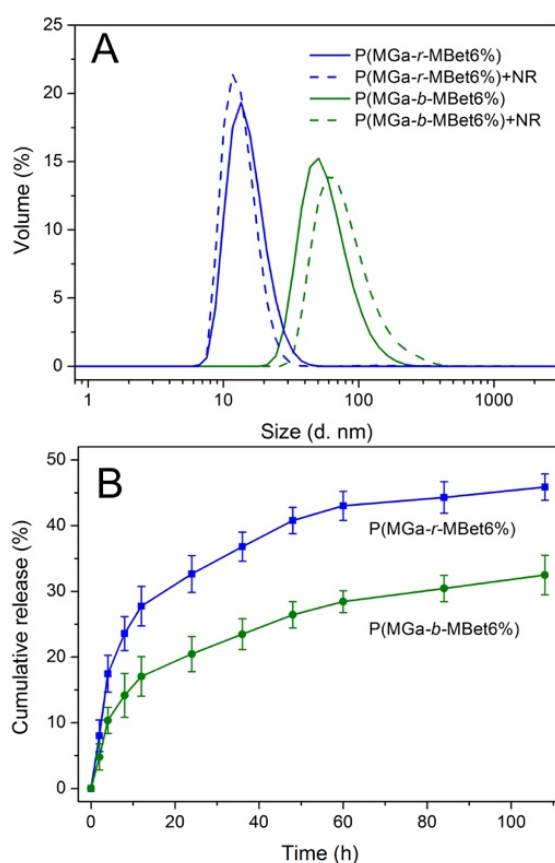 A
P(MGa-r-MBet6%)
P(MGa-r-MBet6%)+NR
P(MGa-b-MBet6%)
P(MGa-b-MBet6%)+NR
Volume (%)
25
20
15
10
5
0
1 10 100 1000
Size (d. nm)
B
Cumulative release (%)
50
40
30
20
10
0
P(MGa-r-MBet6%)
P(MGa-b-MBet6%)
0 20 40 60 80 100
Time (h)